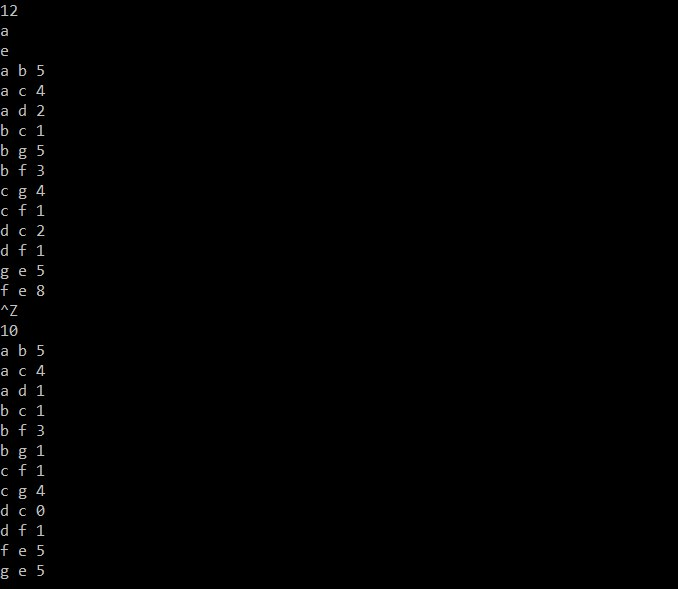 12
a
e
a b 5
a c 4
a d 2
b c 1
b g 5
b f 3
c g 4
c f 1
d c 2
d f 1
g e 5
f e 8
^Z
10
a b 5
a c 4
a d 1
b c 1
b f 3
b g 1
c f 1
c g 4
d c 0
d f 1
f e 5
g e 5